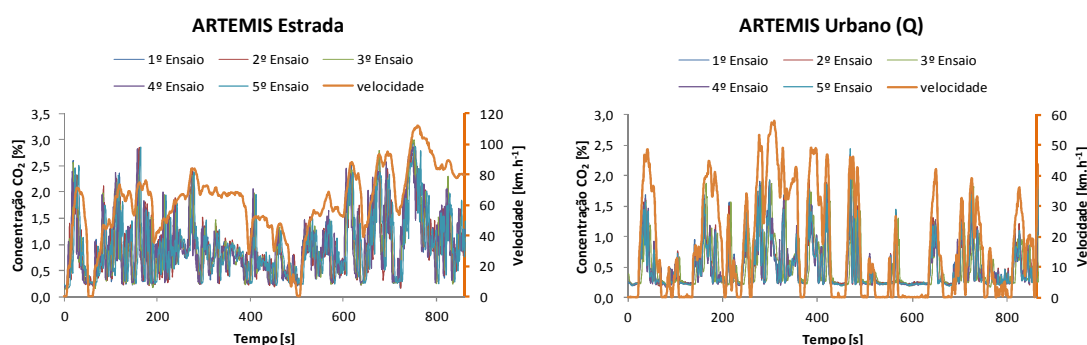 ARTEMIS Estrada
1º Ensaio 2º Ensaio 3º Ensaio
4º Ensaio 5º Ensaio velocidade
Concentração CO2 [%]
3,5
3,0
2,5
2,0
1,5
1,0
0,5
0,0
120
100
80
60
40
20
0
Velocidade [km.h-1]
0 200 400 600 800
Tempo [s]
ARTEMIS Urbano (Q)
1º Ensaio 2º Ensaio 3º Ensaio
4º Ensaio 5º Ensaio velocidade
Concentração CO2 [%]
3,0
2,5
2,0
1,5
1,0
0,5
0,0
60
50
40
30
20
10
0
Velocidade [km.h-1]
0 200 400 600 800
Tempo [s]